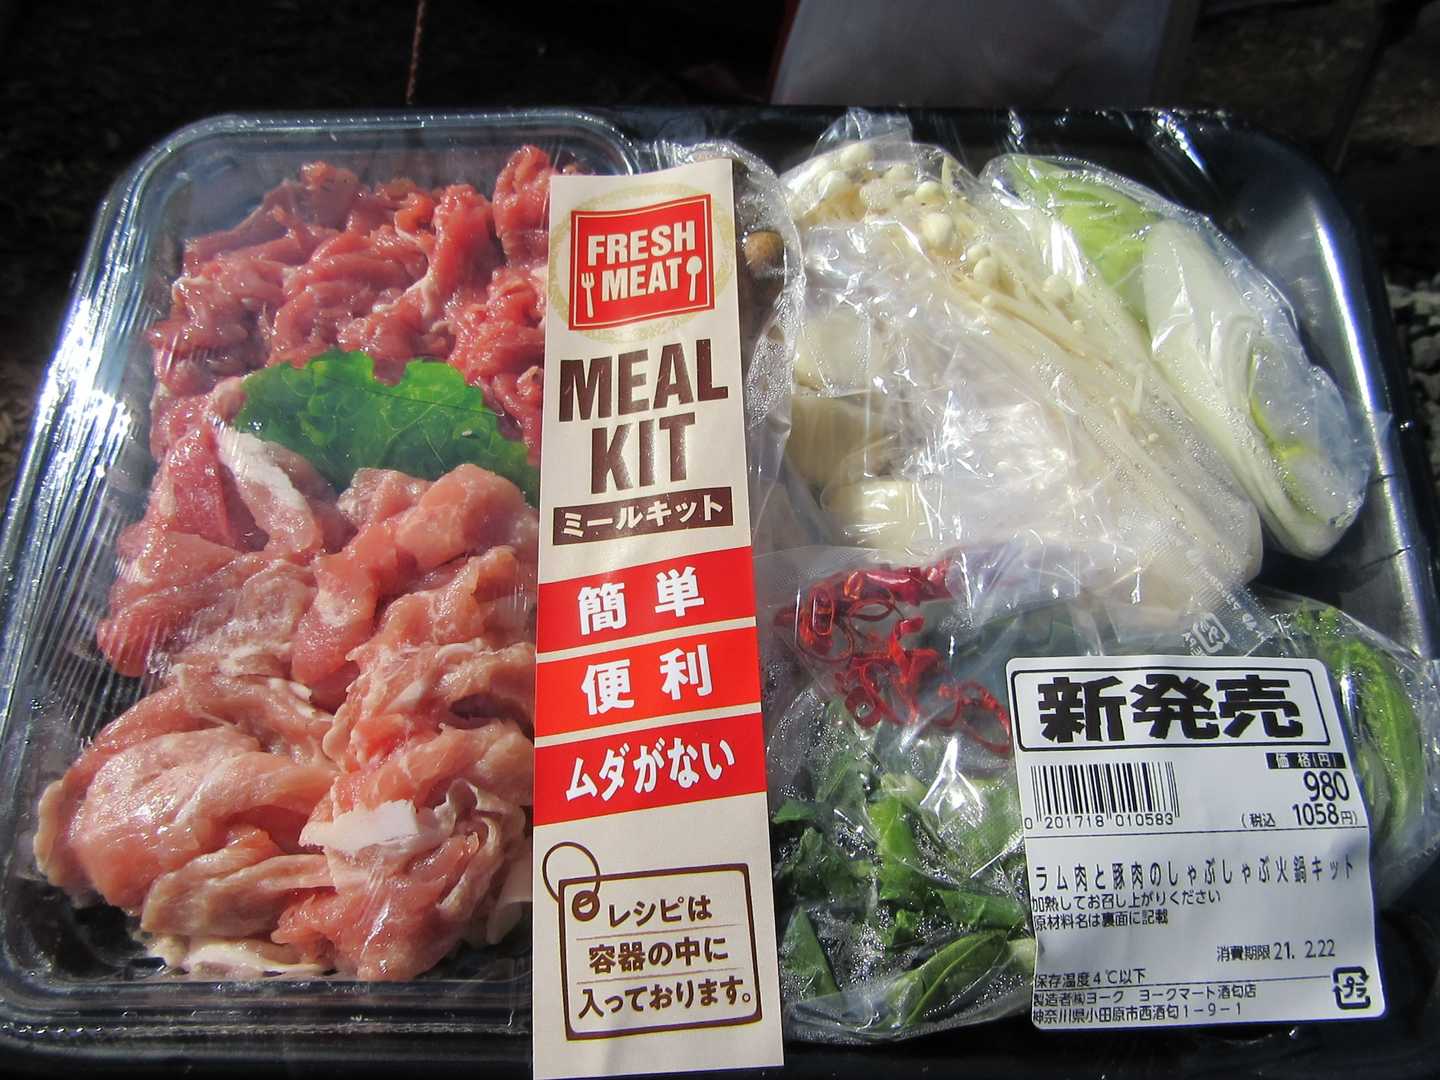 FRESH
MEAT
MEAL
KIT
ミールキット
簡単
便利
ムダがない
レシピは
容器の中に
入っております。
新発売
価格(円)
980
(税込 1058円)
0 201718 010583
ラム肉と豚肉のしゃぶしゃぶ火鍋キット
加熱してお召し上がりください
原材料名は裏面に記載
消費期限 21. 2.22
保存温度4℃以下
製造者㈱ヨーク ヨークマート酒匂店
神奈川県小田原市西酒匂1-9-1
プラ